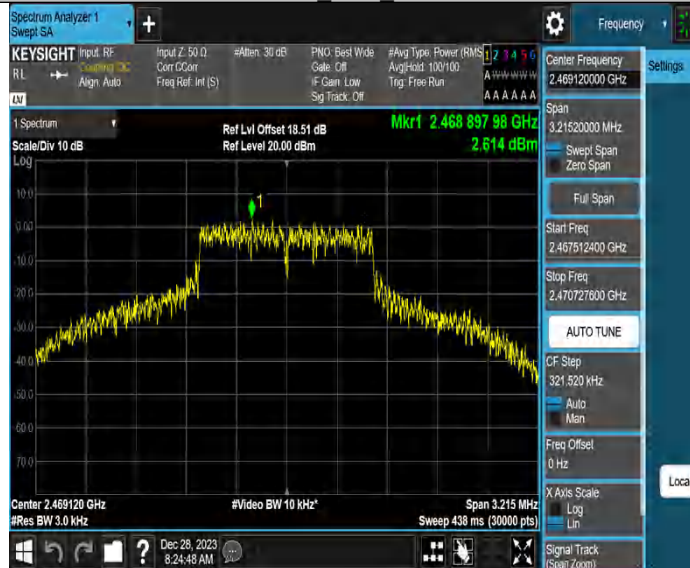 Spectrum Analyzer 1
Swept SA
+
Frequency
KEYSIGHT
RL
Input: RF
Coupling: DC
Align: Auto
Input Z: 50 Ω
Corr CCorr
Freq Ref: Int (S)
#Atten: 30 dB
PNO: Best Wide
Gate: Off
IF Gain: Low
Sig Track: Off
#Avg Type: Power (RMS
Avg|Hold: 100/100
Trig: Free Run
1 2 3 4 5 6
A W W W W W
A A A A A A
LXI
1 Spectrum
Scale/Div 10 dB
Log
Ref Lvl Offset 18.51 dB
Ref Level 20.00 dBm
Mkr1 2.468 897 98 GHz
2.614 dBm
1
10.0
0.00
-10.0
-20.0
-30.0
-40.0
-50.0
-60.0
-70.0
Center 2.469120 GHz
#Res BW 3.0 kHz
#Video BW 10 kHz*
Span 3.215 MHz
Sweep 438 ms (30000 pts)
?
Dec 28, 2023
8:24:48 AM
Center Frequency
2.469120000 GHz
Settings
Span
3.21520000 MHz
Swept Span
Zero Span
Full Span
Start Freq
2.467512400 GHz
Stop Freq
2.470727600 GHz
AUTO TUNE
CF Step
321.520 kHz
Auto
Man
Freq Offset
0 Hz
X Axis Scale
Log
Lin
Loca
Signal Track
(Span Zoom)